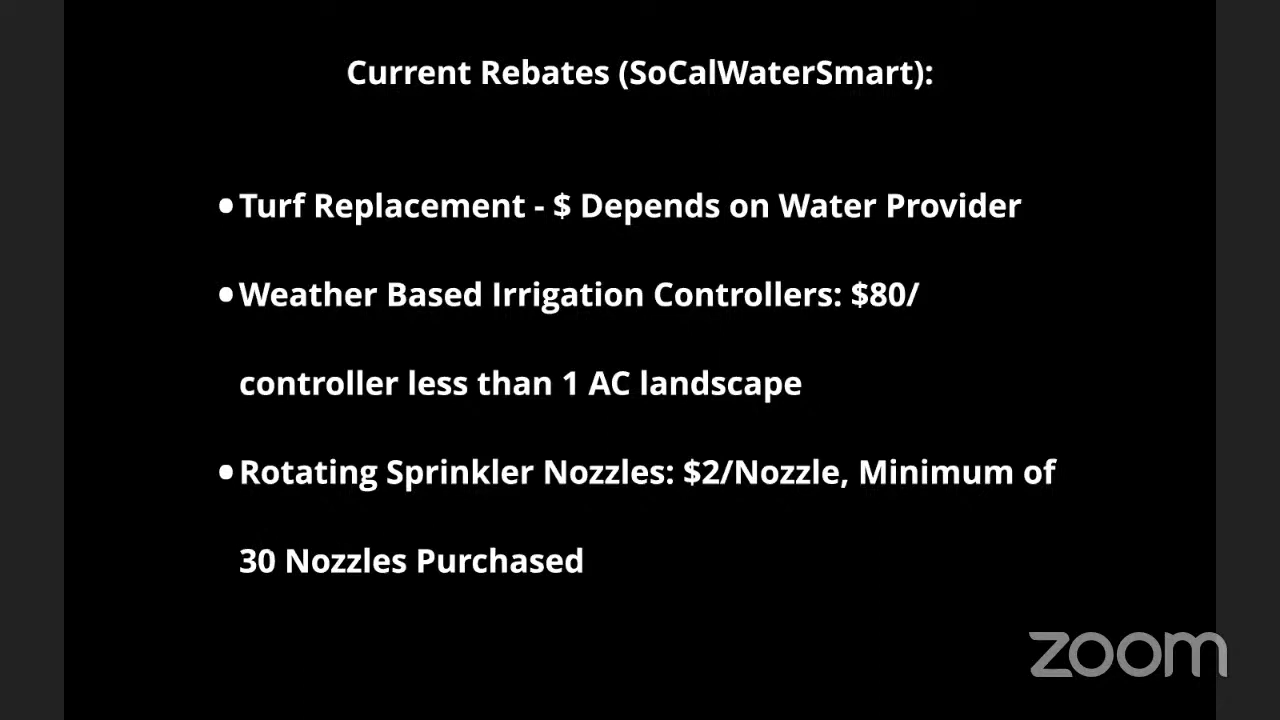 Current Rebates (SoCalWaterSmart):
•Turf Replacement - $ Depends on Water Provider
•Weather Based Irrigation Controllers: $80/
controller less than 1 AC landscape
•Rotating Sprinkler Nozzles: $2/Nozzle, Minimum of
30 Nozzles Purchased
zoom